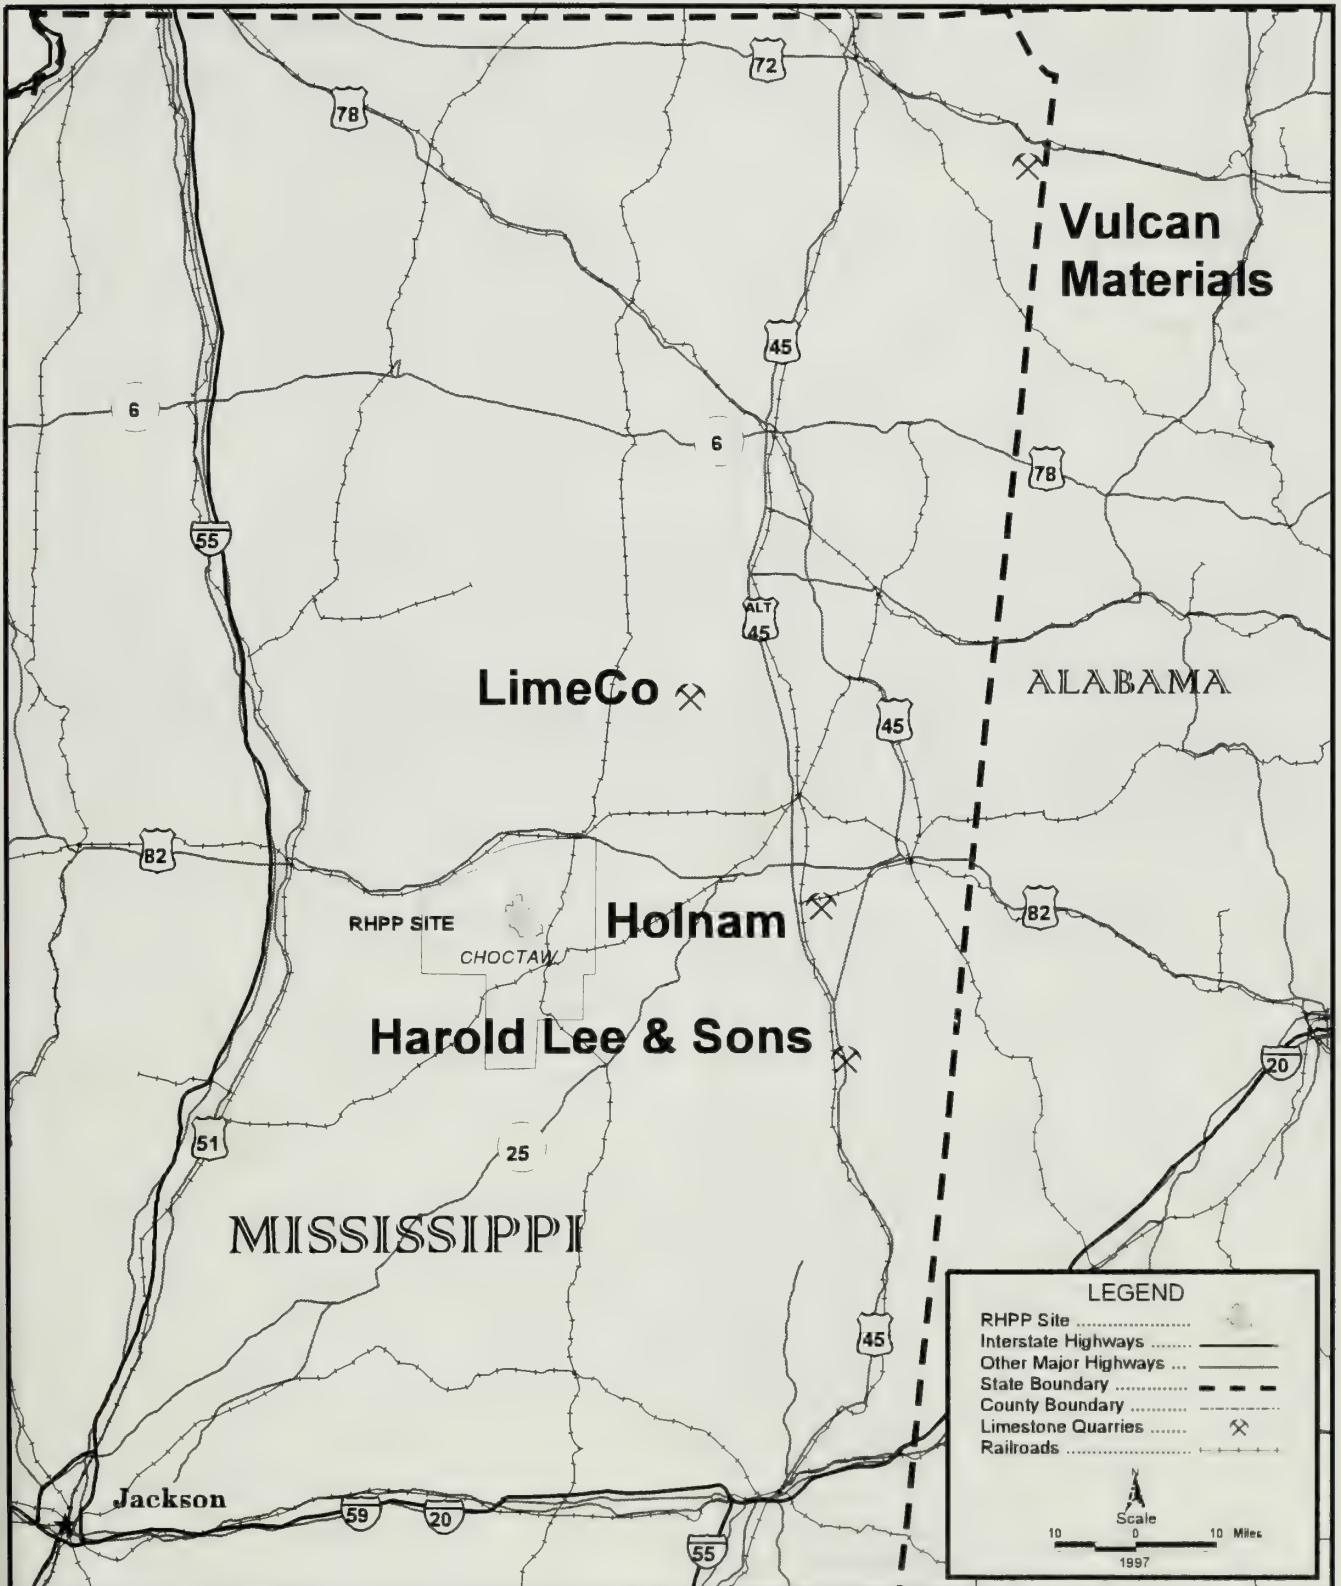 72
78
Vulcan
Materials
45
6
6
78
55
ALT
45
LimeCo
ALABAMA
45
82
82
RHPP SITE
Holnam
CHOCTAW
Harold Lee & Sons
20
51
25
MISSISSIPPI
45
LEGEND
RHPP Site
Interstate Highways
Other Major Highways
State Boundary
County Boundary
Limestone Quarries
Railroads
N
Scale
10 0 10 Miles
1997
Jackson
59
20
55